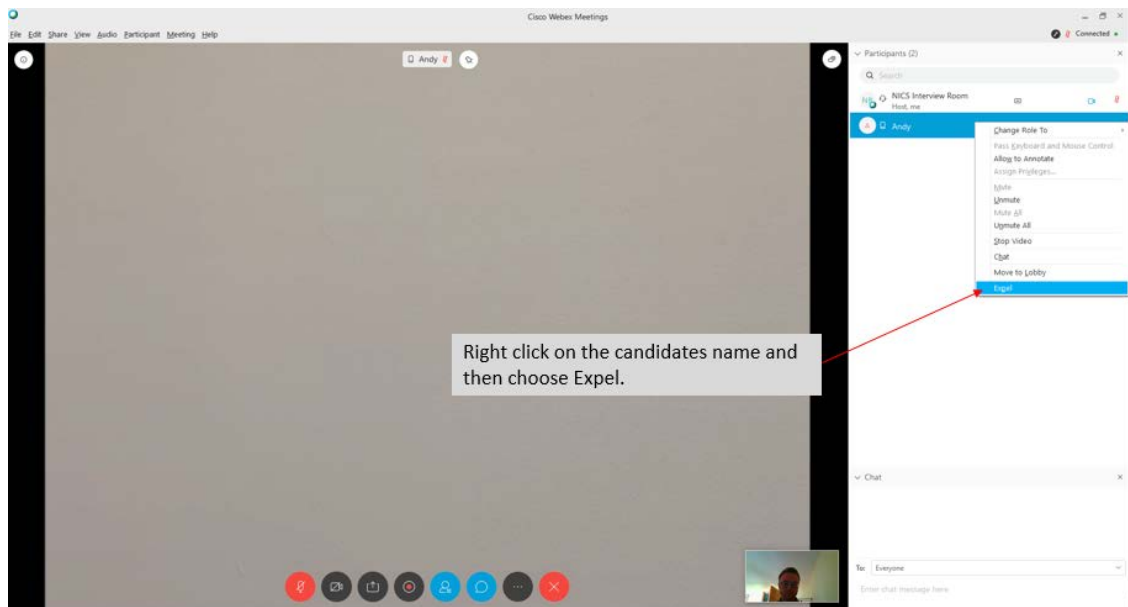 Cisco Webex Meetings
File Edit Share View Audio Participant Meeting Help
Connected
Andy
Participants (2)
Search
NICS Interview Room
Host, me
A Andy
Change Role To
Pass Keyboard and Mouse Control
Allow to Annotate
Assign Privileges...
Mute
Unmute
Mute All
Unmute All
Stop Video
Chat
Move to Lobby
Expel
Right click on the candidates name and
then choose Expel.
Chat
To: Everyone
Enter chat message here